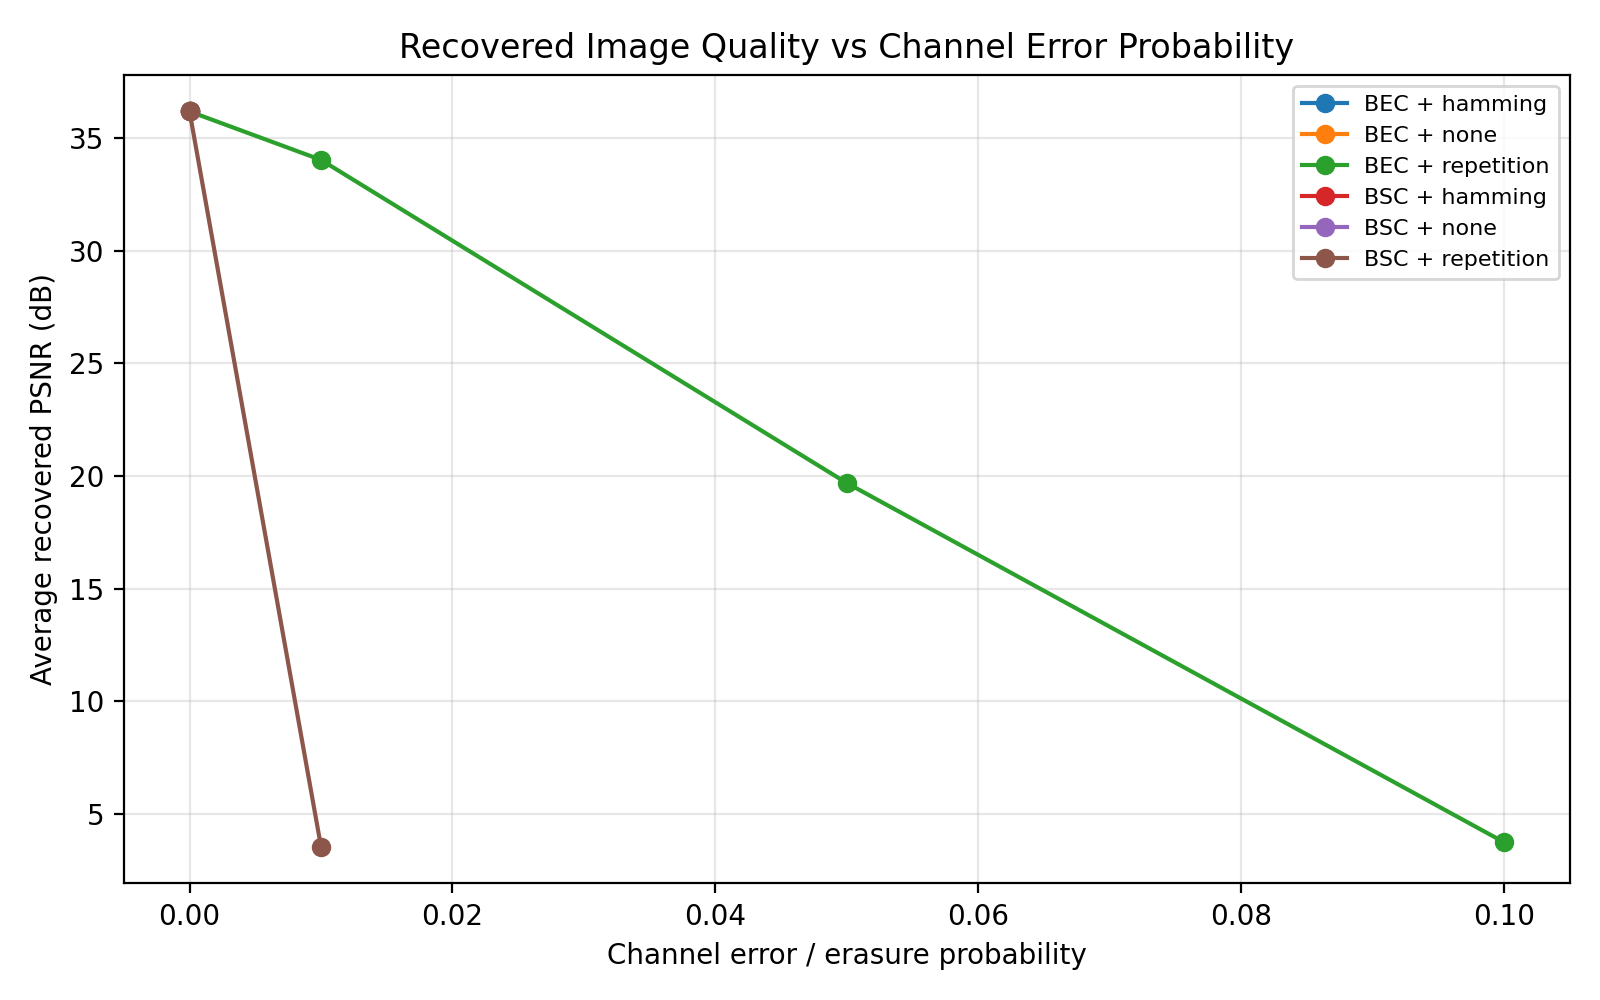 Recovered Image Quality vs Channel Error Probability
Average recovered PSNR (dB)
35
30
25
20
15
10
5
BEC + hamming
BEC + none
BEC + repetition
BSC + hamming
BSC + none
BSC + repetition
0.00 0.02 0.04 0.06 0.08 0.10
Channel error / erasure probability